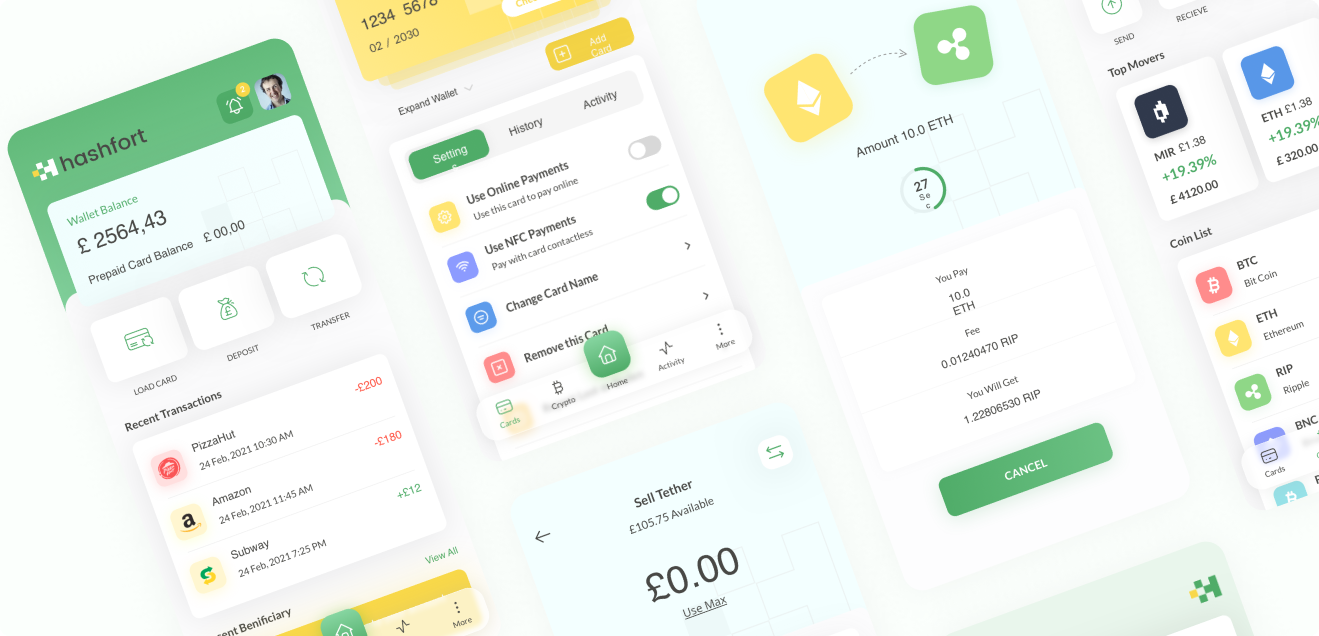 hashfort
2
Wallet Balance
£ 2564,43
Prepaid Card Balance £ 00,00
LOAD CARD
DEPOSIT
TRANSFER
Recent Transactions
PizzaHut
24 Feb, 2021 10:30 AM
-£200
Amazon
24 Feb, 2021 11:45 AM
-£180
Subway
24 Feb, 2021 7:25 PM
+£12
View All
Benificiary
More
1234 5678
02 / 2030
Add
Card
Expand Wallet
Setting
s
History
Activity
Use Online Payments
Use this card to pay online
Use NFC Payments
Pay with card contactless
Change Card Name
Remove this Card
Cards
Crypto
Home
Activity
More
Sell Tether
£105.75 Available
£0.00
Use Max
Amount 10.0 ETH
27
Se
c
You Pay
10.0
ETH
Fee
0.01240470 RIP
You Will Get
1.22806530 RIP
CANCEL
SEND
RECIEVE
Top Movers
MIR £1.38
+19.39%
£ 4120.00
ETH £1.38
+19.39%
£ 320.00
Coin List
BTC
Bit Coin
ETH
Ethereum
RIP
Ripple
BNC
Cards